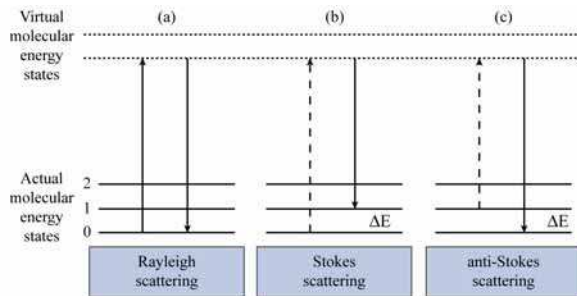 Virtual
molecular
energy
states
(a)
(b)
(c)
Actual
molecular
energy
states
2
1
0
ΔE
ΔE
Rayleigh
scattering
Stokes
scattering
anti-Stokes
scattering